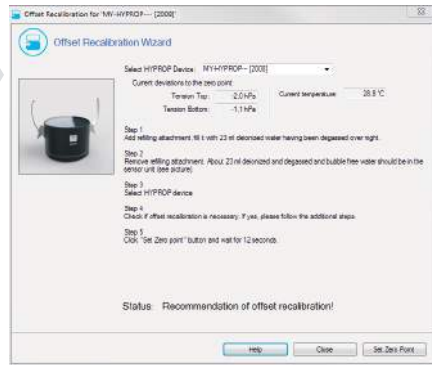 Offset Recalibration for 'MY-HYPROP--- [2008]'
Offset Recalibration Wizard
Select HYPROP Device: MY-HYPROP-- [2008]
Current deviations to the zero point:
Tension Top: -2,0 hPa
Current temperature: 28.8 °C
Tension Bottom: -1,1 hPa
Step 1
Add refilling attachment, fill it with 23 ml deionized water having been degassed over night.
Step 2
Remove refilling attachment. About 23 ml deionized and degassed and bubble free water should be in the
sensor unit (see picture)
Step 3
Select HYPROP device
Step 4
Check if offset recalibration is necessary. If yes, please follow the additional steps.
Step 5
Click "Set Zero point" button and wait for 12 seconds.
Status: Recommendation of offset recalibration!
Help
Close
Set Zero Point